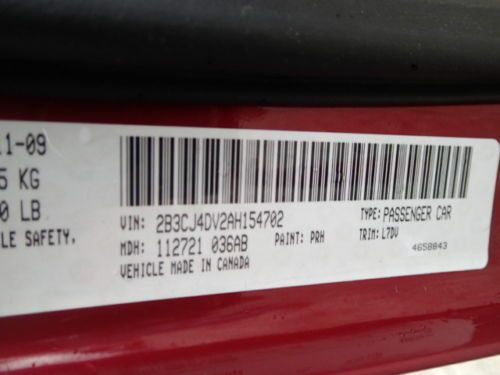 11-09
5 KG
0 LB
LE SAFETY.
VIN: 2B3CJ4DV2AH154702
TYPE: PASSENGER CAR
MDH: 112721 036AB
PAINT: PRH
TRIM: L7DV
VEHICLE MADE IN CANADA
4658843